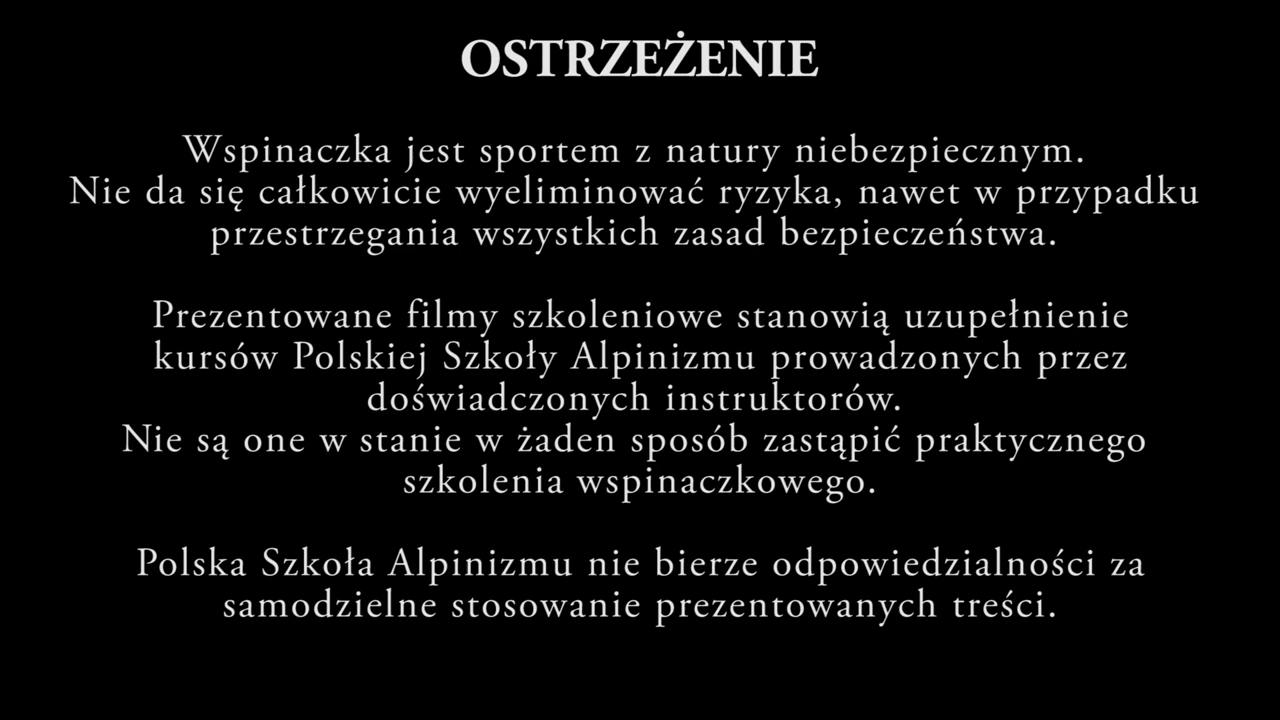 OSTRZEŻENIE
Wspinaczka jest sportem z natury niebezpiecznym.
Nie da się całkowicie wyeliminować ryzyka, nawet w przypadku
przestrzegania wszystkich zasad bezpieczeństwa.
Prezentowane filmy szkoleniowe stanowią uzupełnienie
kursów Polskiej Szkoły Alpinizmu prowadzonych przez
doświadczonych instruktorów.
Nie są one w stanie w żaden sposób zastąpić praktycznego
szkolenia wspinaczkowego.
Polska Szkoła Alpinizmu nie bierze odpowiedzialności za
samodzielne stosowanie prezentowanych treści.